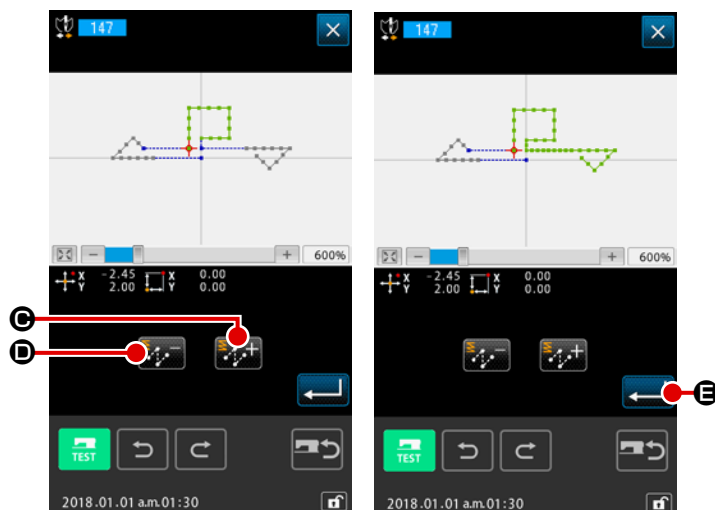 147
147
600%
600%
X -2.45 X 0.00
Y 2.00 Y 0.00
X -2.45 X 0.00
Y 2.00 Y 0.00
C
D
E
TEST
TEST
2018.01.01 a.m.01:30
2018.01.01 a.m.01:30